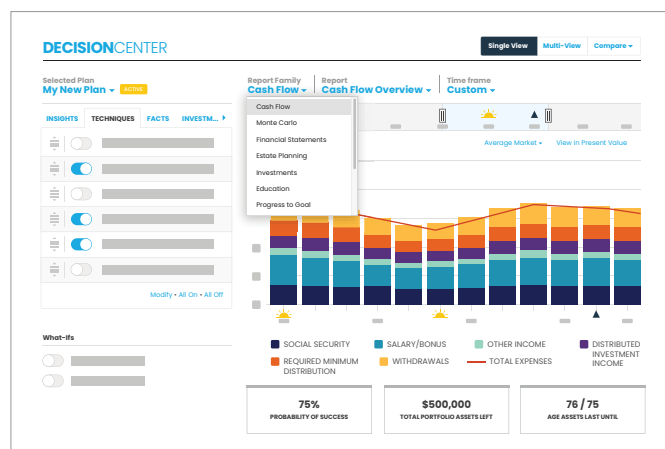 DECISIONCENTER
Single View
Multi-View
Compare
Selected Plan
My New Plan
ACTIVE
Report Family
Cash Flow
Report
Cash Flow Overview
Time frame
Custom
INSIGHTS
TECHNIQUES
FACTS
INVESTM...
Cash Flow
Monte Carlo
Financial Statements
Estate Planning
Investments
Education
Progress to Goal
Average Market
View in Present Value
Modify • All On • All Off
What-Ifs
SOCIAL SECURITY
SALARY/BONUS
OTHER INCOME
DISTRIBUTED
INVESTMENT
INCOME
REQUIRED MINIMUM
DISTRIBUTION
WITHDRAWALS
TOTAL EXPENSES
75%
PROBABILITY OF SUCCESS
$500,000
TOTAL PORTFOLIO ASSETS LEFT
76 / 75
AGE ASSETS LAST UNTIL